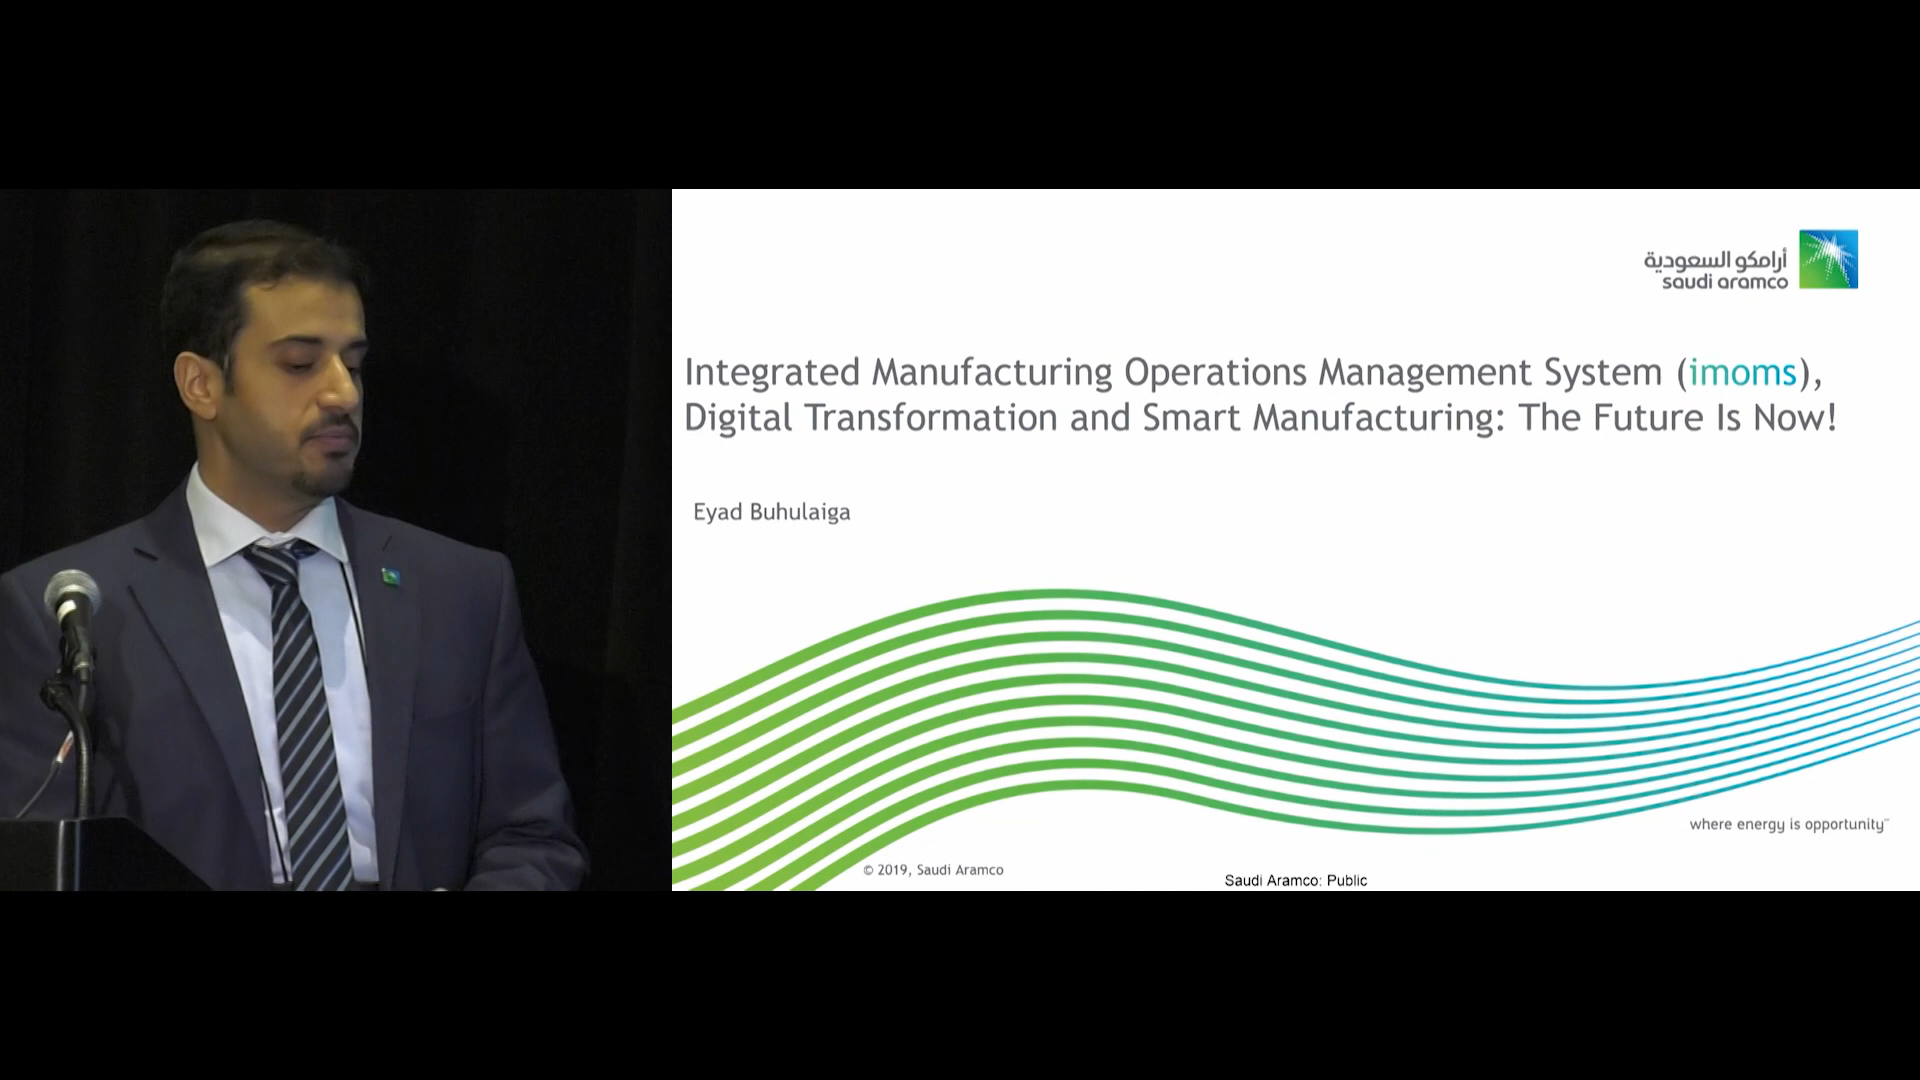 أرامكو السعودية
saudi aramco
Integrated Manufacturing Operations Management System (imoms),
Digital Transformation and Smart Manufacturing: The Future Is Now!
Eyad Buhulaiga
where energy is opportunity™
© 2019, Saudi Aramco
Saudi Aramco: Public